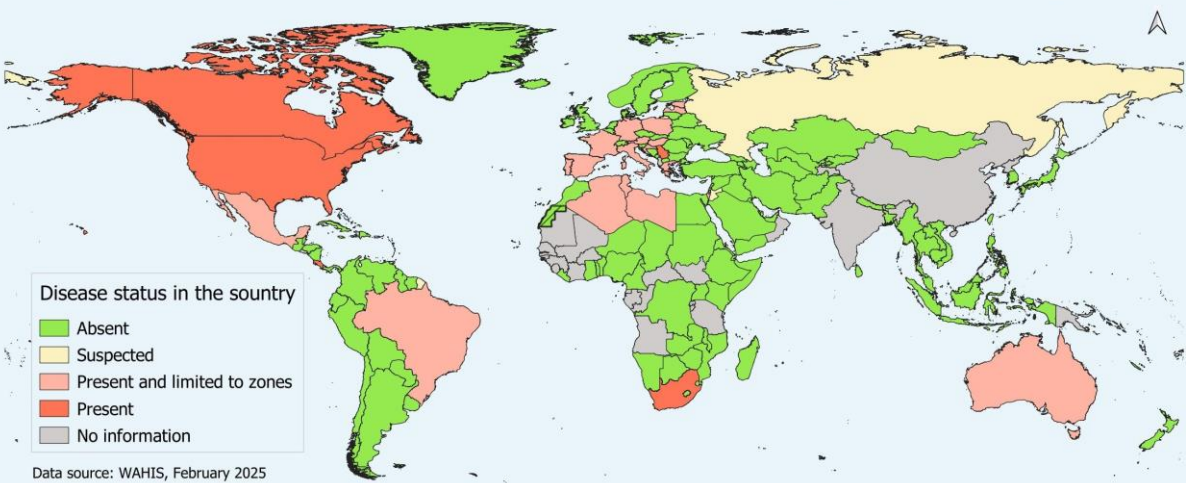 Disease status in the sountry
Absent
Suspected
Present and limited to zones
Present
No information
Data source: WAHIS, February 2025